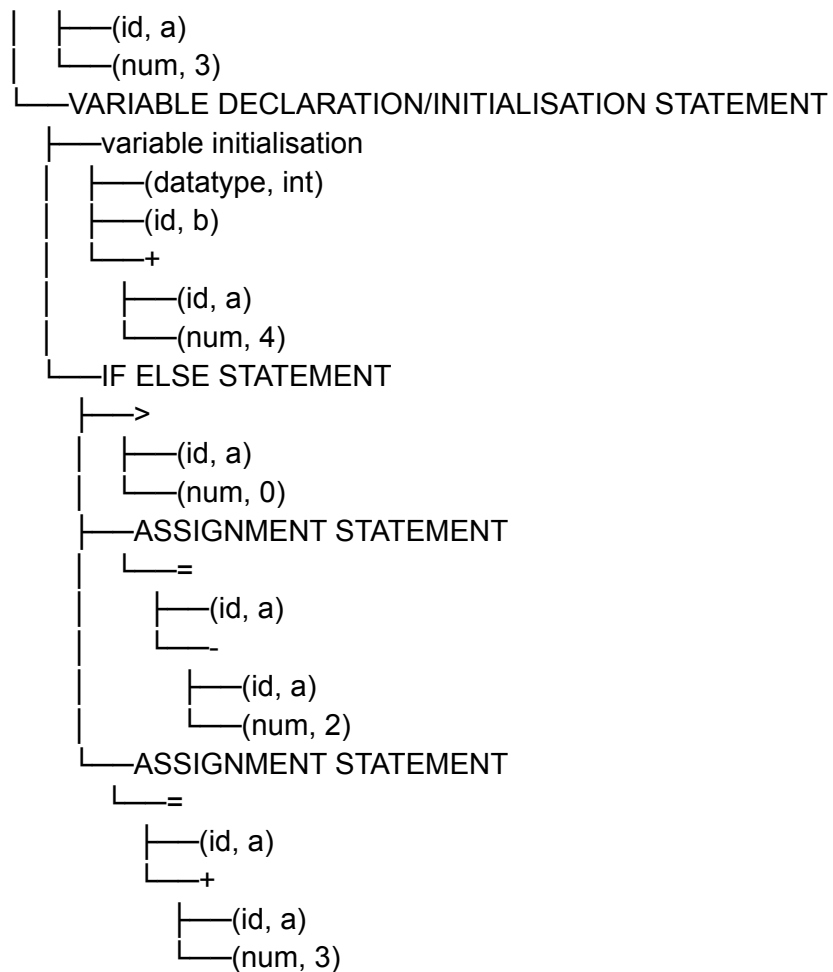 │ ├──(id, a)
│ └──(num, 3)
└──VARIABLE DECLARATION/INITIALISATION STATEMENT
├──variable initialisation
│ ├──(datatype, int)
│ ├──(id, b)
│ └──+
│ ├──(id, a)
│ └──(num, 4)
└──IF ELSE STATEMENT
├──>
│ ├──(id, a)
│ └──(num, 0)
├──ASSIGNMENT STATEMENT
│ └──=
│ ├──(id, a)
│ └──-
│ ├──(id, a)
│ └──(num, 2)
└──ASSIGNMENT STATEMENT
└──=
├──(id, a)
└──+
├──(id, a)
└──(num, 3)